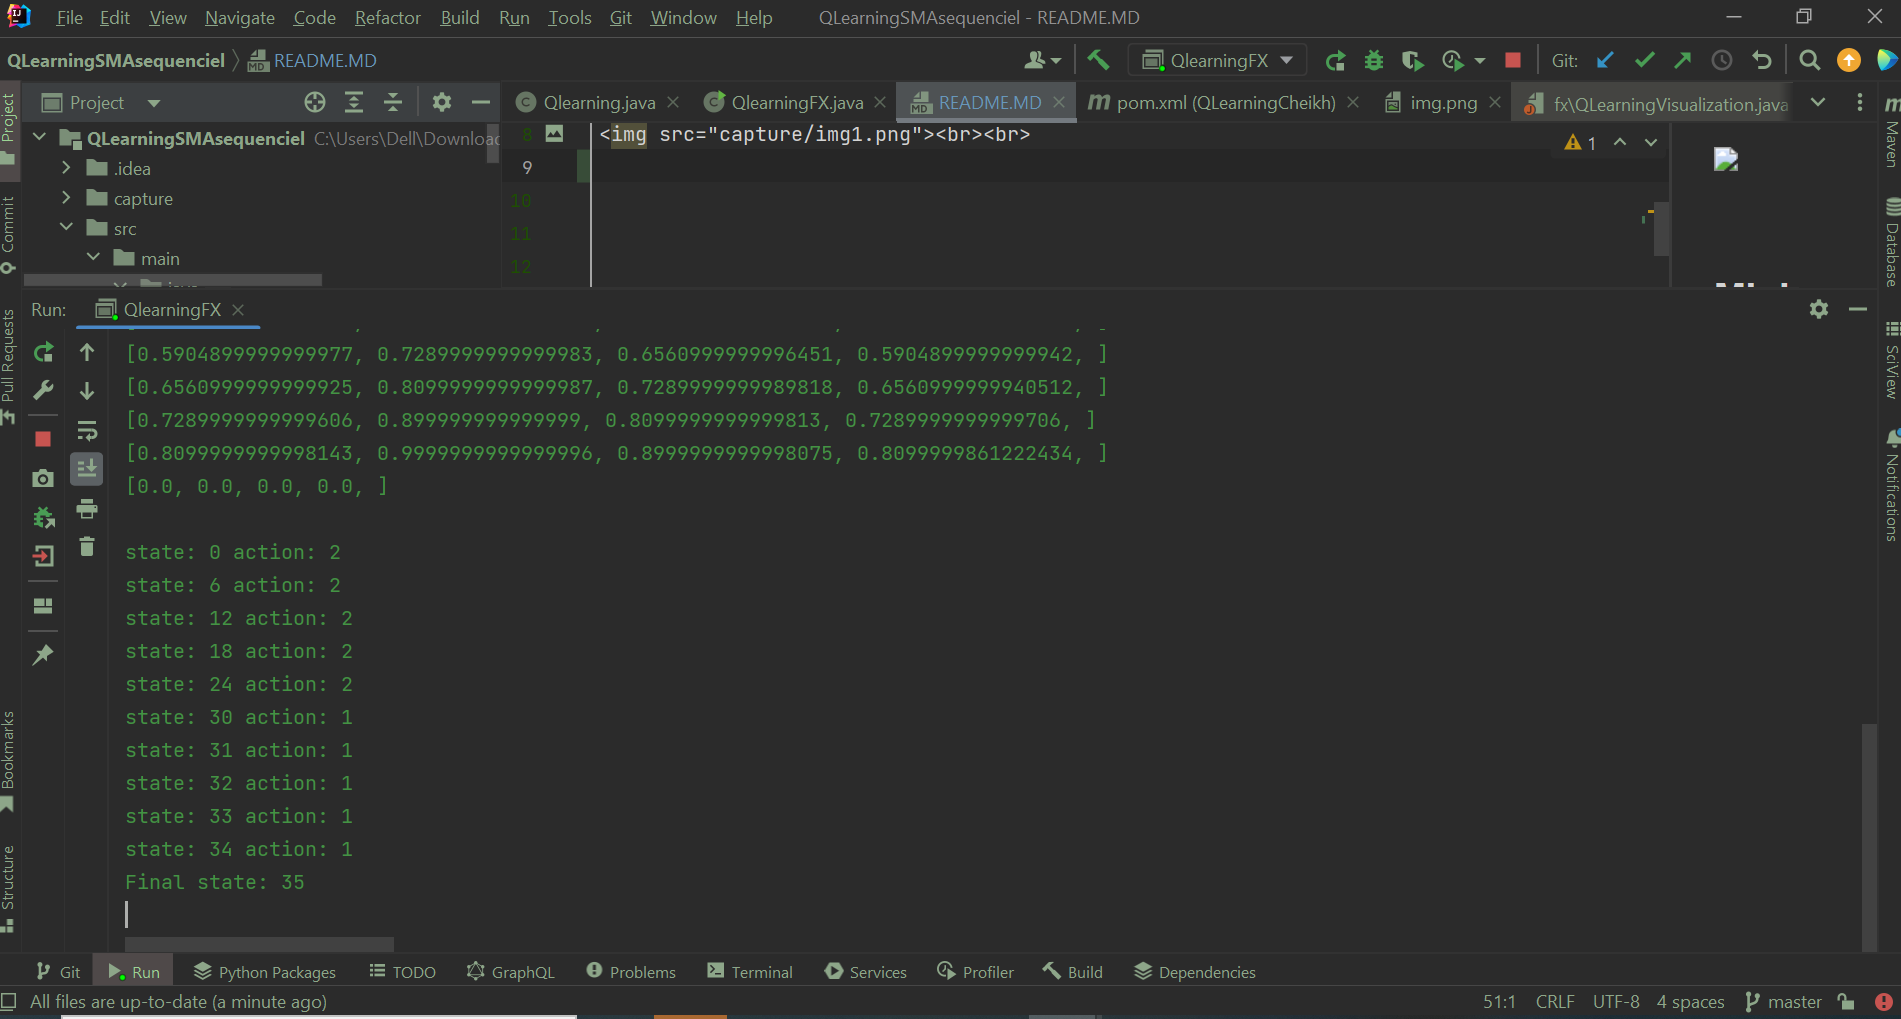 File Edit View Navigate Code Refactor Build Run Tools Git Window Help QLearningSMAsequenciel - README.MD
QLearningSMAsequenciel README.MD QlearningFX Git:
Project Qlearning.java QlearningFX.java README.MD pom.xml (QLearningCheikh) img.png fx\QLearningVisualization.java
QLearningSMAsequenciel C:\Users\Dell\Downloac
.idea
capture
src
main
8 <img src="capture/img1.png"><br><br>
1
9
10
11
12
Run: QlearningFX
[0.5904899999999977, 0.7289999999999983, 0.6560999999996451, 0.5904899999999942, ]
[0.6560999999999925, 0.8099999999999987, 0.7289999999989818, 0.6560999999940512, ]
[0.7289999999999606, 0.899999999999999, 0.8099999999999813, 0.7289999999999706, ]
[0.8099999999998143, 0.9999999999999996, 0.8999999999998075, 0.8099999861222434, ]
[0.0, 0.0, 0.0, 0.0, ]
state: 0 action: 2
state: 6 action: 2
state: 12 action: 2
state: 18 action: 2
state: 24 action: 2
state: 30 action: 1
state: 31 action: 1
state: 32 action: 1
state: 33 action: 1
state: 34 action: 1
Final state: 35
Project
Commit
Pull Requests
Bookmarks
Structure
Maven
Database
SciView
Notifications
Git Run Python Packages TODO GraphQL Problems Terminal Services Profiler Build Dependencies
All files are up-to-date (a minute ago) 51:1 CRLF UTF-8 4 spaces master